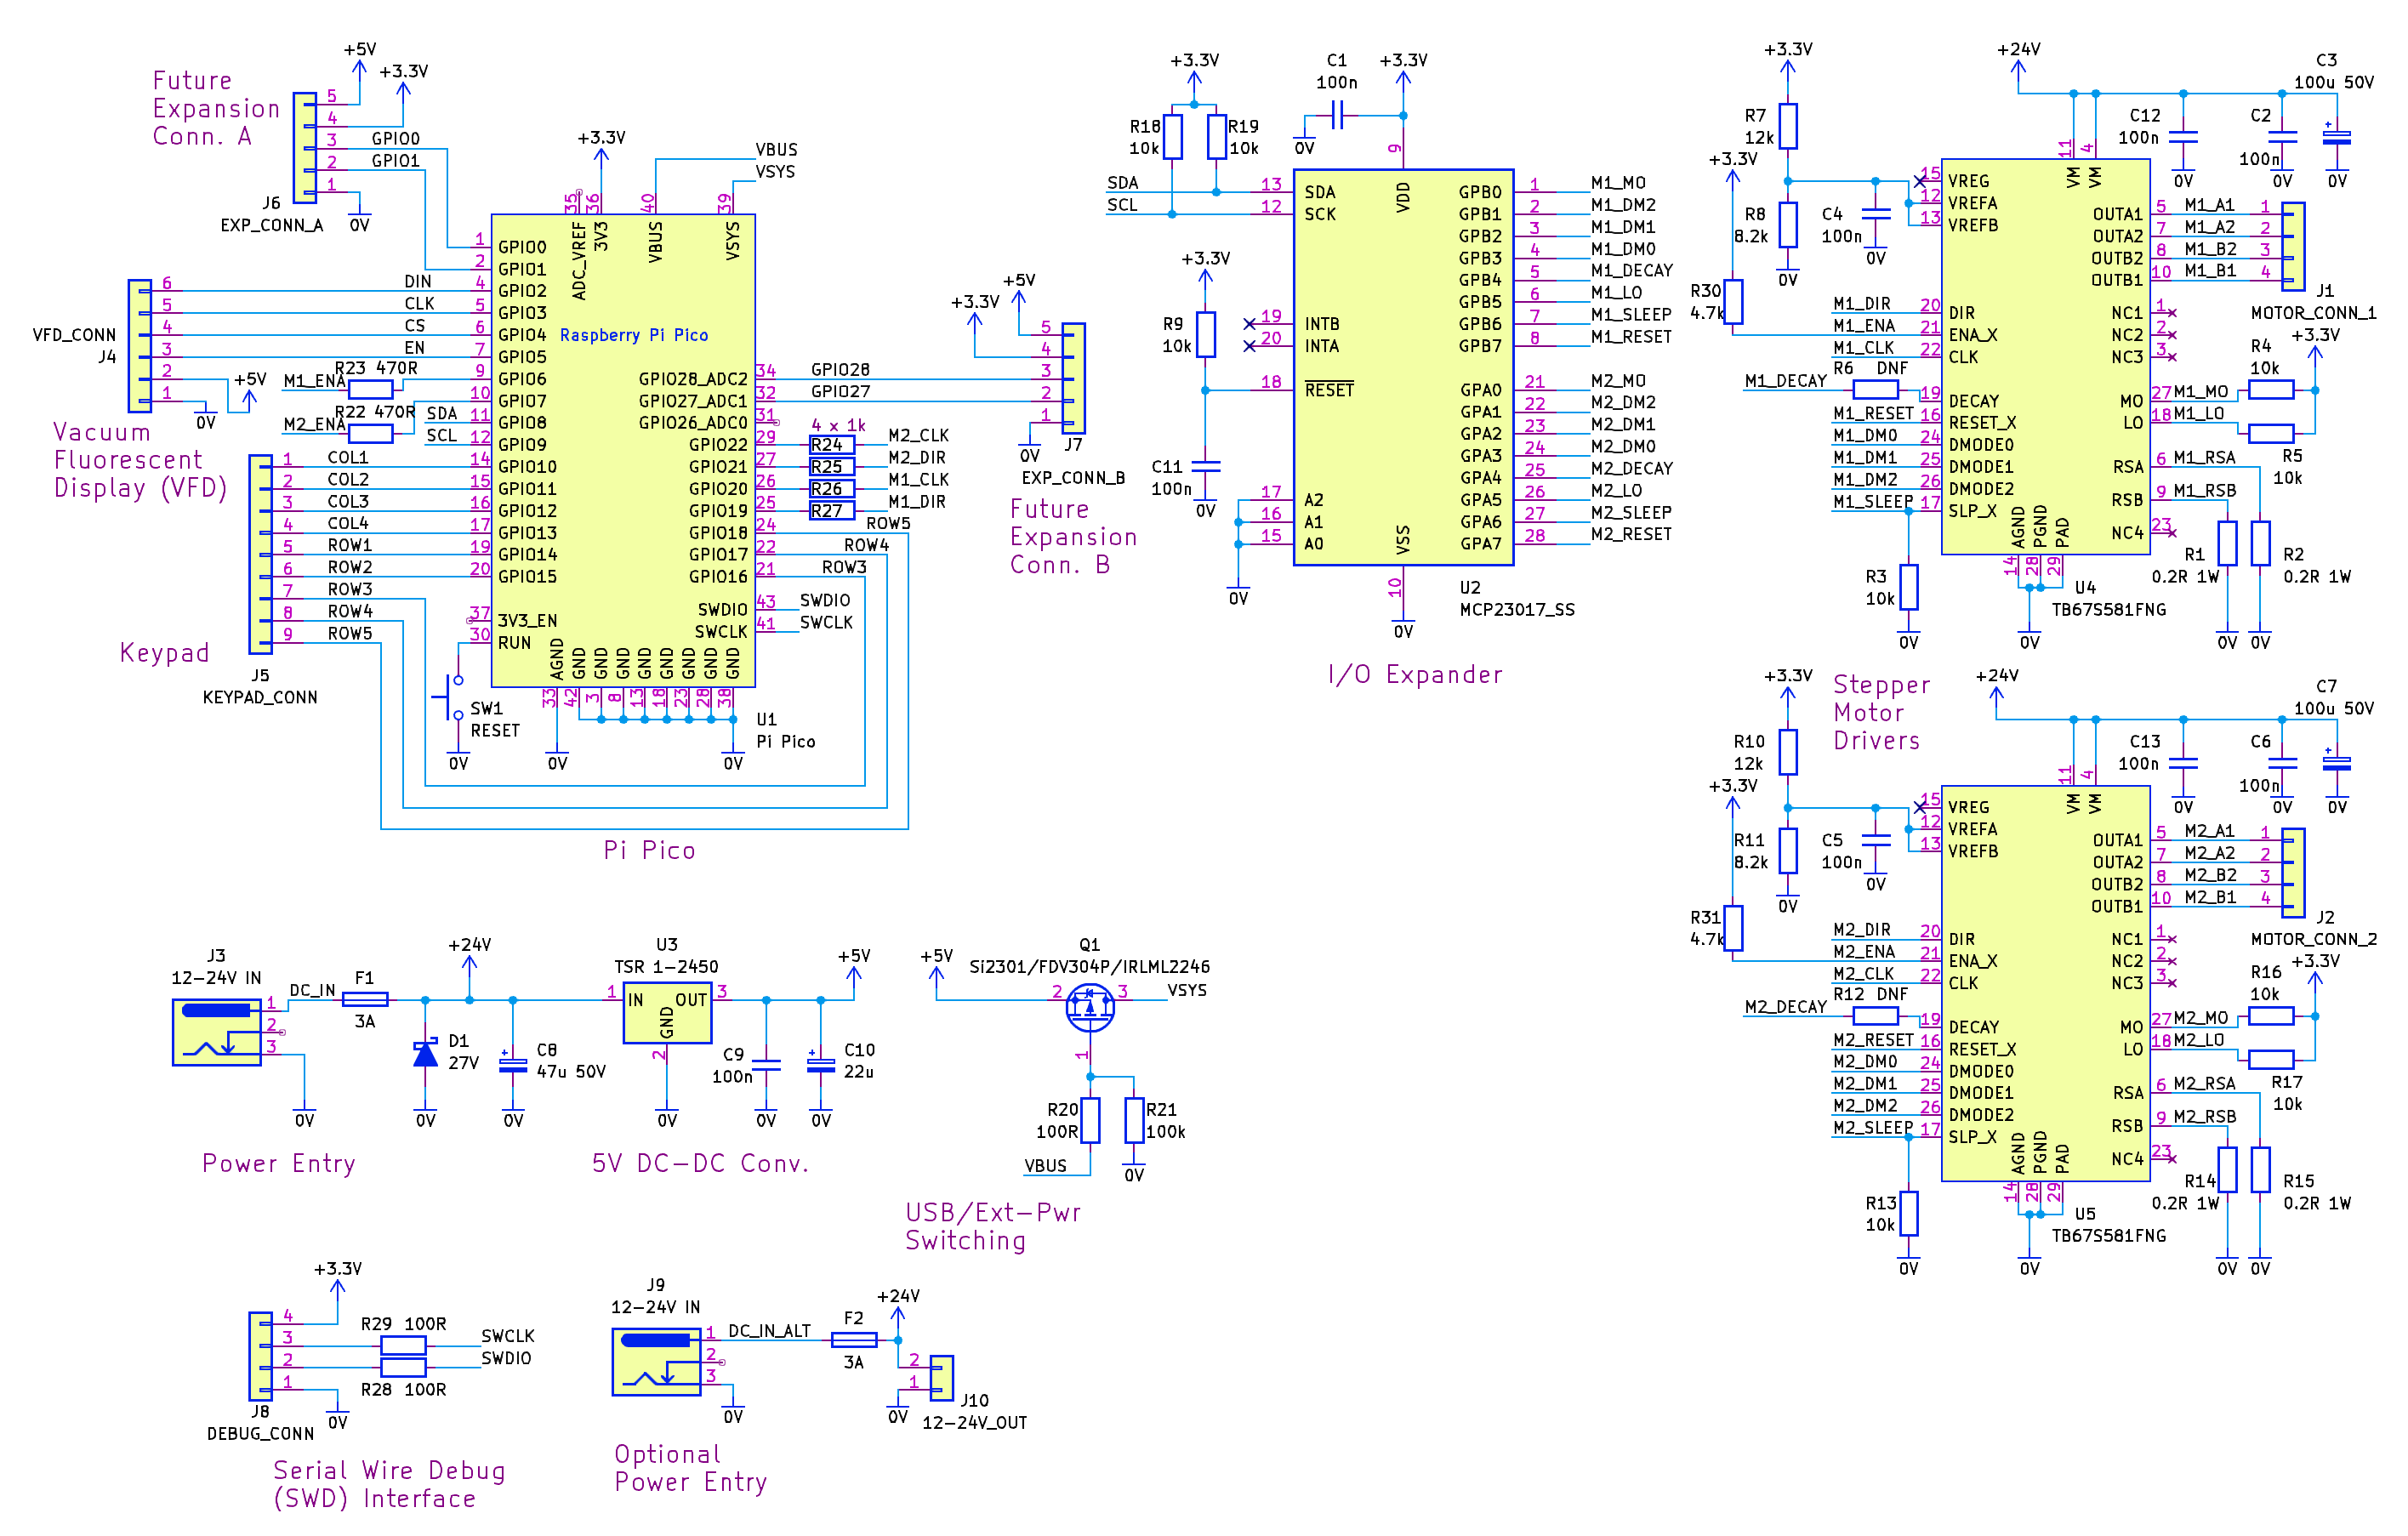 Future
Expansion
Conn. A
+5V
+3.3V
5
4
3
2
1
GPIO0
GPIO1
J6
EXP_CONN_A
0V
VFD_CONN
J4
6
5
4
3
2
1
DIN
CLK
CS
EN
R23 470R
M1_ENA
+5V
R22 470R
M2_ENA
0V
SDA
SCL
Vacuum
Fluorescent
Display (VFD)
1
2
3
4
5
6
7
8
9
COL1
COL2
COL3
COL4
ROW1
ROW2
ROW3
ROW4
ROW5
Keypad
J5
KEYPAD_CONN
+3.3V
VBUS
VSYS
35
36
40
39
ADC_VREF
3V3
VBUS
VSYS
1 GPIO0
2 GPIO1
4 GPIO2
5 GPIO3
6 GPIO4
7 GPIO5
9 GPIO6
10 GPIO7
11 GPIO8
12 GPIO9
14 GPIO10
15 GPIO11
16 GPIO12
17 GPIO13
19 GPIO14
20 GPIO15
37 3V3_EN
30 RUN
Raspberry Pi Pico
GPIO28_ADC2 34
GPIO27_ADC1 32
GPIO26_ADC0 31
GPIO22 29
GPIO21 27
GPIO20 26
GPIO19 25
GPIO18 24
GPIO17 22
GPIO16 21
SWDIO 43
SWCLK 41
AGND
GND
GND
GND
GND
GND
GND
GND
GND
33
42
3
8
13
18
23
28
38
SW1
RESET
0V
0V
0V
U1
Pi Pico
GPIO28
GPIO27
4 x 1k
R24
R25
R26
R27
M2_CLK
M2_DIR
M1_CLK
M1_DIR
ROW5
ROW4
ROW3
SWDIO
SWCLK
Pi Pico
+5V
+3.3V
5
4
3
2
1
J7
0V
EXP_CONN_B
Future
Expansion
Conn. B
+3.3V
R18
10k
R19
10k
C1
100n
+3.3V
0V
SDA
SCL
+3.3V
R9
10k
C11
100n
0V
0V
9
VDD
13 SDA
12 SCK
19 INTB
20 INTA
18 RESET
17 A2
16 A1
15 A0
VSS
10
0V
GPB0 1 M1_MO
GPB1 2 M1_DM2
GPB2 3 M1_DM1
GPB3 4 M1_DM0
GPB4 5 M1_DECAY
GPB5 6 M1_LO
GPB6 7 M1_SLEEP
GPB7 8 M1_RESET
GPA0 21 M2_MO
GPA1 22 M2_DM2
GPA2 23 M2_DM1
GPA3 24 M2_DM0
GPA4 25 M2_DECAY
GPA5 26 M2_LO
GPA6 27 M2_SLEEP
GPA7 28 M2_RESET
U2
MCP23017_SS
I/O Expander
+3.3V
R7
12k
+3.3V
R8
8.2k
C4
100n
0V
0V
R30
4.7k
M1_DIR
M1_ENA
M1_CLK
R6 DNF
M1_DECAY
M1_RESET
M1_DM0
M1_DM1
M1_DM2
M1_SLEEP
R3
10k
0V
+24V
C3
100u 50V
C12
100n
C2
100n
0V
0V
0V
11
4
VM
VM
15 VREG
12 VREFA
13 VREFB
20 DIR
21 ENA_X
22 CLK
19 DECAY
16 RESET_X
24 DMODE0
25 DMODE1
26 DMODE2
17 SLP_X
AGND
PGND
PAD
14
28
29
0V
OUTA1 5 M1_A1 1
OUTA2 7 M1_A2 2
OUTB2 8 M1_B2 3
OUTB1 10 M1_B1 4
NC1 1
NC2 2
NC3 3
MO 27 M1_MO
LO 18 M1_LO
RSA 6 M1_RSA
RSB 9 M1_RSB
NC4 23
J1
MOTOR_CONN_1
+3.3V
R4
10k
R5
10k
R1
0.2R 1W
R2
0.2R 1W
0V
0V
U4
TB67S581FNG
Stepper
Motor
Drivers
+3.3V
R10
12k
+3.3V
R11
8.2k
C5
100n
0V
0V
R31
4.7k
M2_DIR
M2_ENA
M2_CLK
R12 DNF
M2_DECAY
M2_RESET
M2_DM0
M2_DM1
M2_DM2
M2_SLEEP
R13
10k
0V
+24V
C7
100u 50V
C13
100n
C6
100n
0V
0V
0V
11
4
VM
VM
15 VREG
12 VREFA
13 VREFB
20 DIR
21 ENA_X
22 CLK
19 DECAY
16 RESET_X
24 DMODE0
25 DMODE1
26 DMODE2
17 SLP_X
AGND
PGND
PAD
14
28
29
0V
OUTA1 5 M2_A1 1
OUTA2 7 M2_A2 2
OUTB2 8 M2_B2 3
OUTB1 10 M2_B1 4
NC1 1
NC2 2
NC3 3
MO 27 M2_MO
LO 18 M2_LO
RSA 6 M2_RSA
RSB 9 M2_RSB
NC4 23
J2
MOTOR_CONN_2
+3.3V
R16
10k
R17
10k
R14
0.2R 1W
R15
0.2R 1W
0V
0V
U5
TB67S581FNG
J3
12-24V IN
1
2
3
DC_IN
F1
3A
0V
+24V
D1
27V
0V
C8
47u 50V
0V
Power Entry
U3
TSR 1-2450
1 IN
OUT 3
GND
2
0V
+5V
C9
100n
0V
C10
22u
0V
5V DC-DC Conv.
+5V
Q1
Si2301/FDV304P/IRLML2246
2
3
VSYS
1
R20
100R
R21
100k
VBUS
0V
USB/Ext-Pwr
Switching
+3.3V
4
3
2
1
R29 100R
SWCLK
SWDIO
R28 100R
J8
0V
DEBUG_CONN
Serial Wire Debug
(SWD) Interface
J9
12-24V IN
1
2
3
DC_IN_ALT
0V
F2
3A
+24V
2
1
0V
J10
12-24V_OUT
Optional
Power Entry